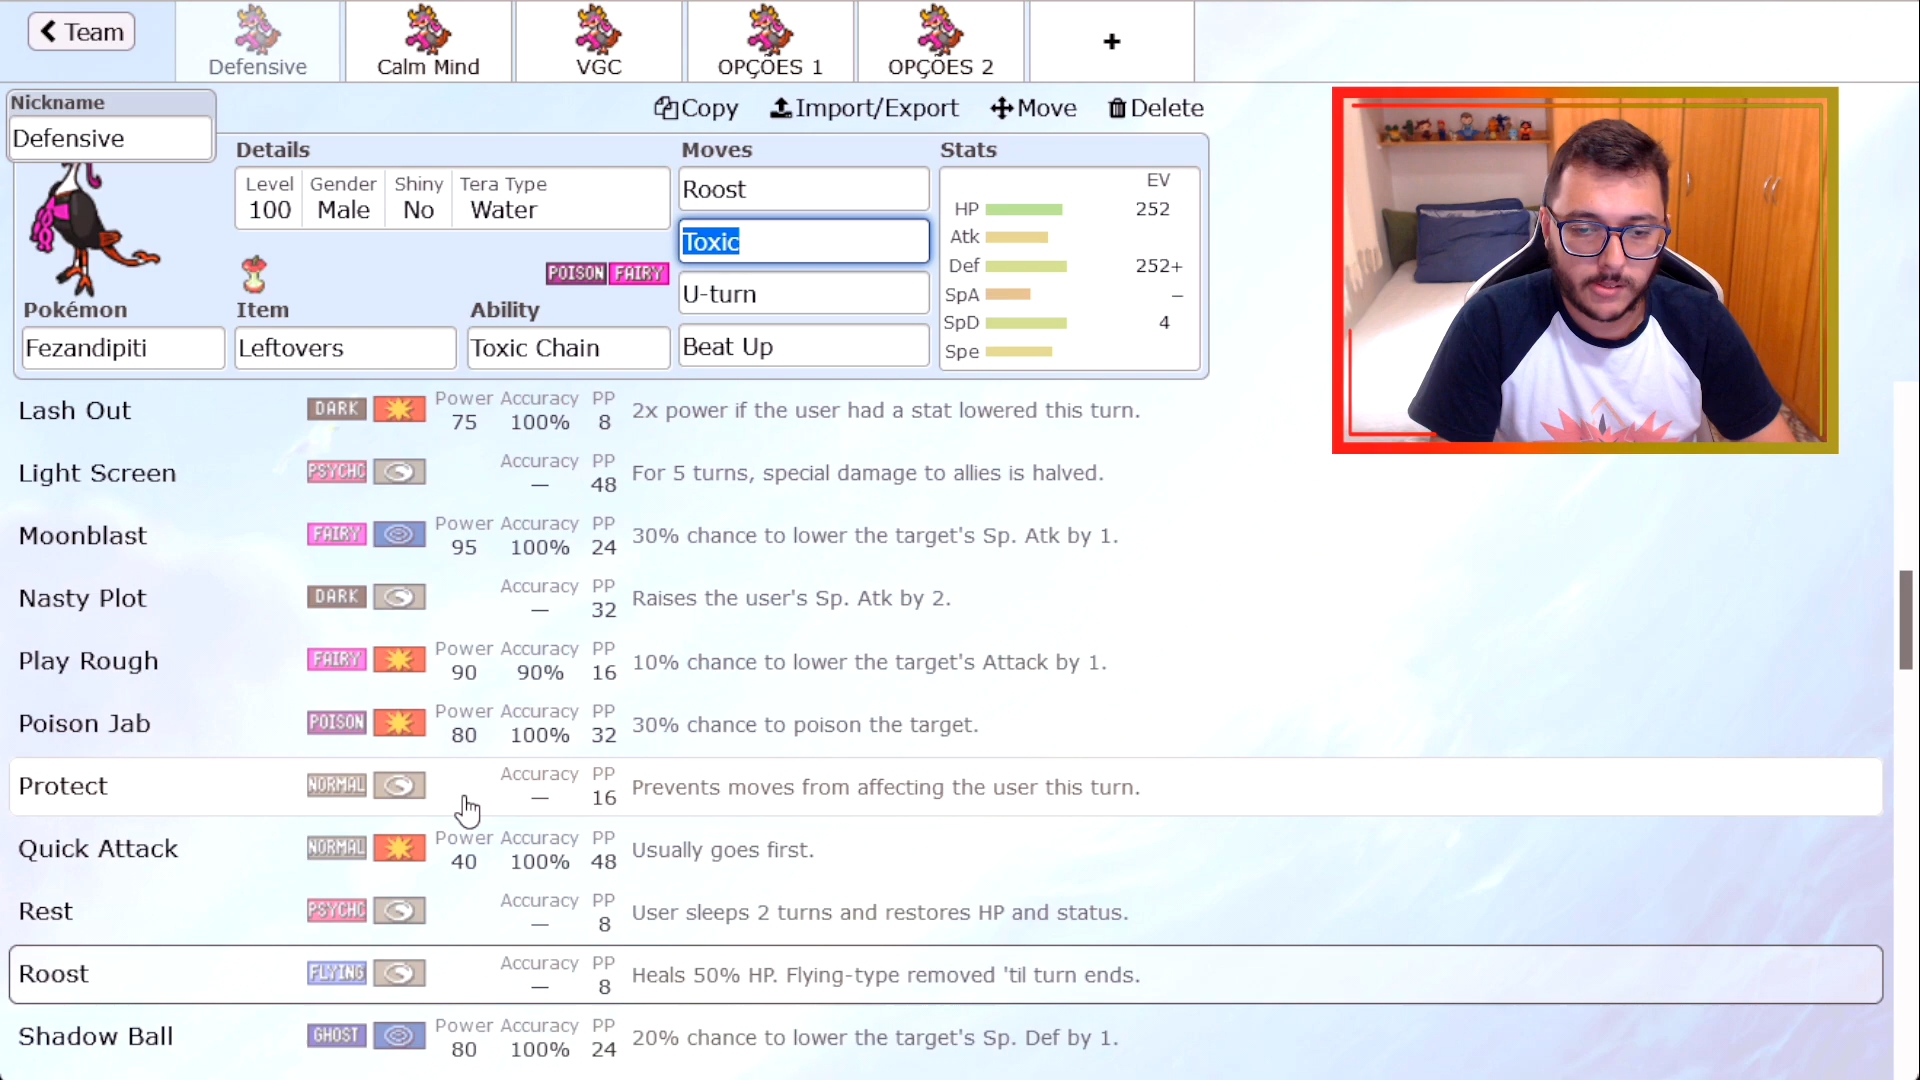 Team
Defensive
Calm Mind
VGC
OPÇÕES 1
OPÇÕES 2
+
Nickname
Defensive
Copy
Import/Export
Move
Delete
Details
Level
100
Gender
Male
Shiny
No
Tera Type
Water
POISON FAIRY
Pokémon
Fezandipiti
Item
Leftovers
Ability
Toxic Chain
Moves
Roost
Toxic
U-turn
Beat Up
Stats
EV
HP 252
Atk
Def 252+
SpA –
SpD 4
Spe
Lash Out DARK Power 75 Accuracy 100% PP 8 2x power if the user had a stat lowered this turn.
Light Screen PSYCHC Accuracy — PP 48 For 5 turns, special damage to allies is halved.
Moonblast FAIRY Power 95 Accuracy 100% PP 24 30% chance to lower the target's Sp. Atk by 1.
Nasty Plot DARK Accuracy — PP 32 Raises the user's Sp. Atk by 2.
Play Rough FAIRY Power 90 Accuracy 90% PP 16 10% chance to lower the target's Attack by 1.
Poison Jab POISON Power 80 Accuracy 100% PP 32 30% chance to poison the target.
Protect NORMAL Accuracy — PP 16 Prevents moves from affecting the user this turn.
Quick Attack NORMAL Power 40 Accuracy 100% PP 48 Usually goes first.
Rest PSYCHC Accuracy — PP 8 User sleeps 2 turns and restores HP and status.
Roost FLYING Accuracy — PP 8 Heals 50% HP. Flying-type removed 'til turn ends.
Shadow Ball GHOST Power 80 Accuracy 100% PP 24 20% chance to lower the target's Sp. Def by 1.